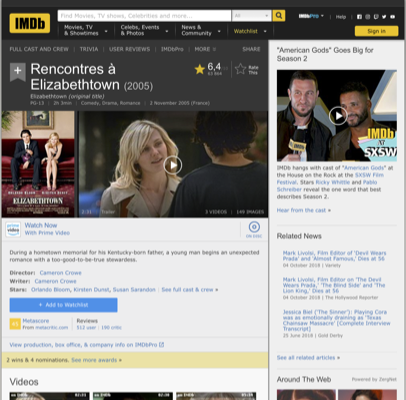 IMDb
Find Movies, TV shows, Celebrities and more...
IMDbPro
Help
Movies, TV & Showtimes
Celebs, Events & Photos
News & Community
Watchlist
Sign in
FULL CAST AND CREW | TRIVIA | USER REVIEWS | IMDbPro | MORE
SHARE
Rencontres à
Elizabethtown (2005)
Elizabethtown (original title)
6,4
Rate This
PG-13 | 2h 3min | Comedy, Drama, Romance | 2 November 2005 (France)
ELIZABETHTOWN
Trailer
3 VIDEOS | 149 IMAGES
prime video
Watch Now
With Prime Video
ON DISC
During a hometown memorial for his Kentucky-born father, a young man begins an unexpected
romance with a too-good-to-be-true stewardess.
Director: Cameron Crowe
Writer: Cameron Crowe
Stars: Orlando Bloom, Kirsten Dunst, Susan Sarandon | See full cast & crew »
+ Add to Watchlist
Metascore
From metacritic.com
Reviews
View production, box office, & company info on IMDbPro
2 wins & 4 nominations. See more awards »
Videos
"American Gods" Goes Big for
Season 2
IMDb
at
SXSW
IMDb hangs with cast of "American Gods" at
the House on the Rock at the SXSW Film
Festival. Stars Ricky Whittle and Pablo
Schreiber reveal the one word that best
describes Season 2.
Hear from the cast »
Related News
Mark Livolsi, Film Editor of 'Devil Wears
Prada' and 'Almost Famous,' Dies at 56
04 October 2018 | Variety
Mark Livolsi, Film Editor on 'The Devil
Wears Prada,' 'The Blind Side' and 'The
Lion King,' Dies at 56
04 October 2018 | The Hollywood Reporter
Jessica Biel ('The Sinner'): Playing Cora
was as emotionally draining as 'Texas
Chainsaw Massacre' [Complete Interview
Transcript]
25 June 2018 | Gold Derby
See all related articles »
Around The Web
Powered by ZergNet